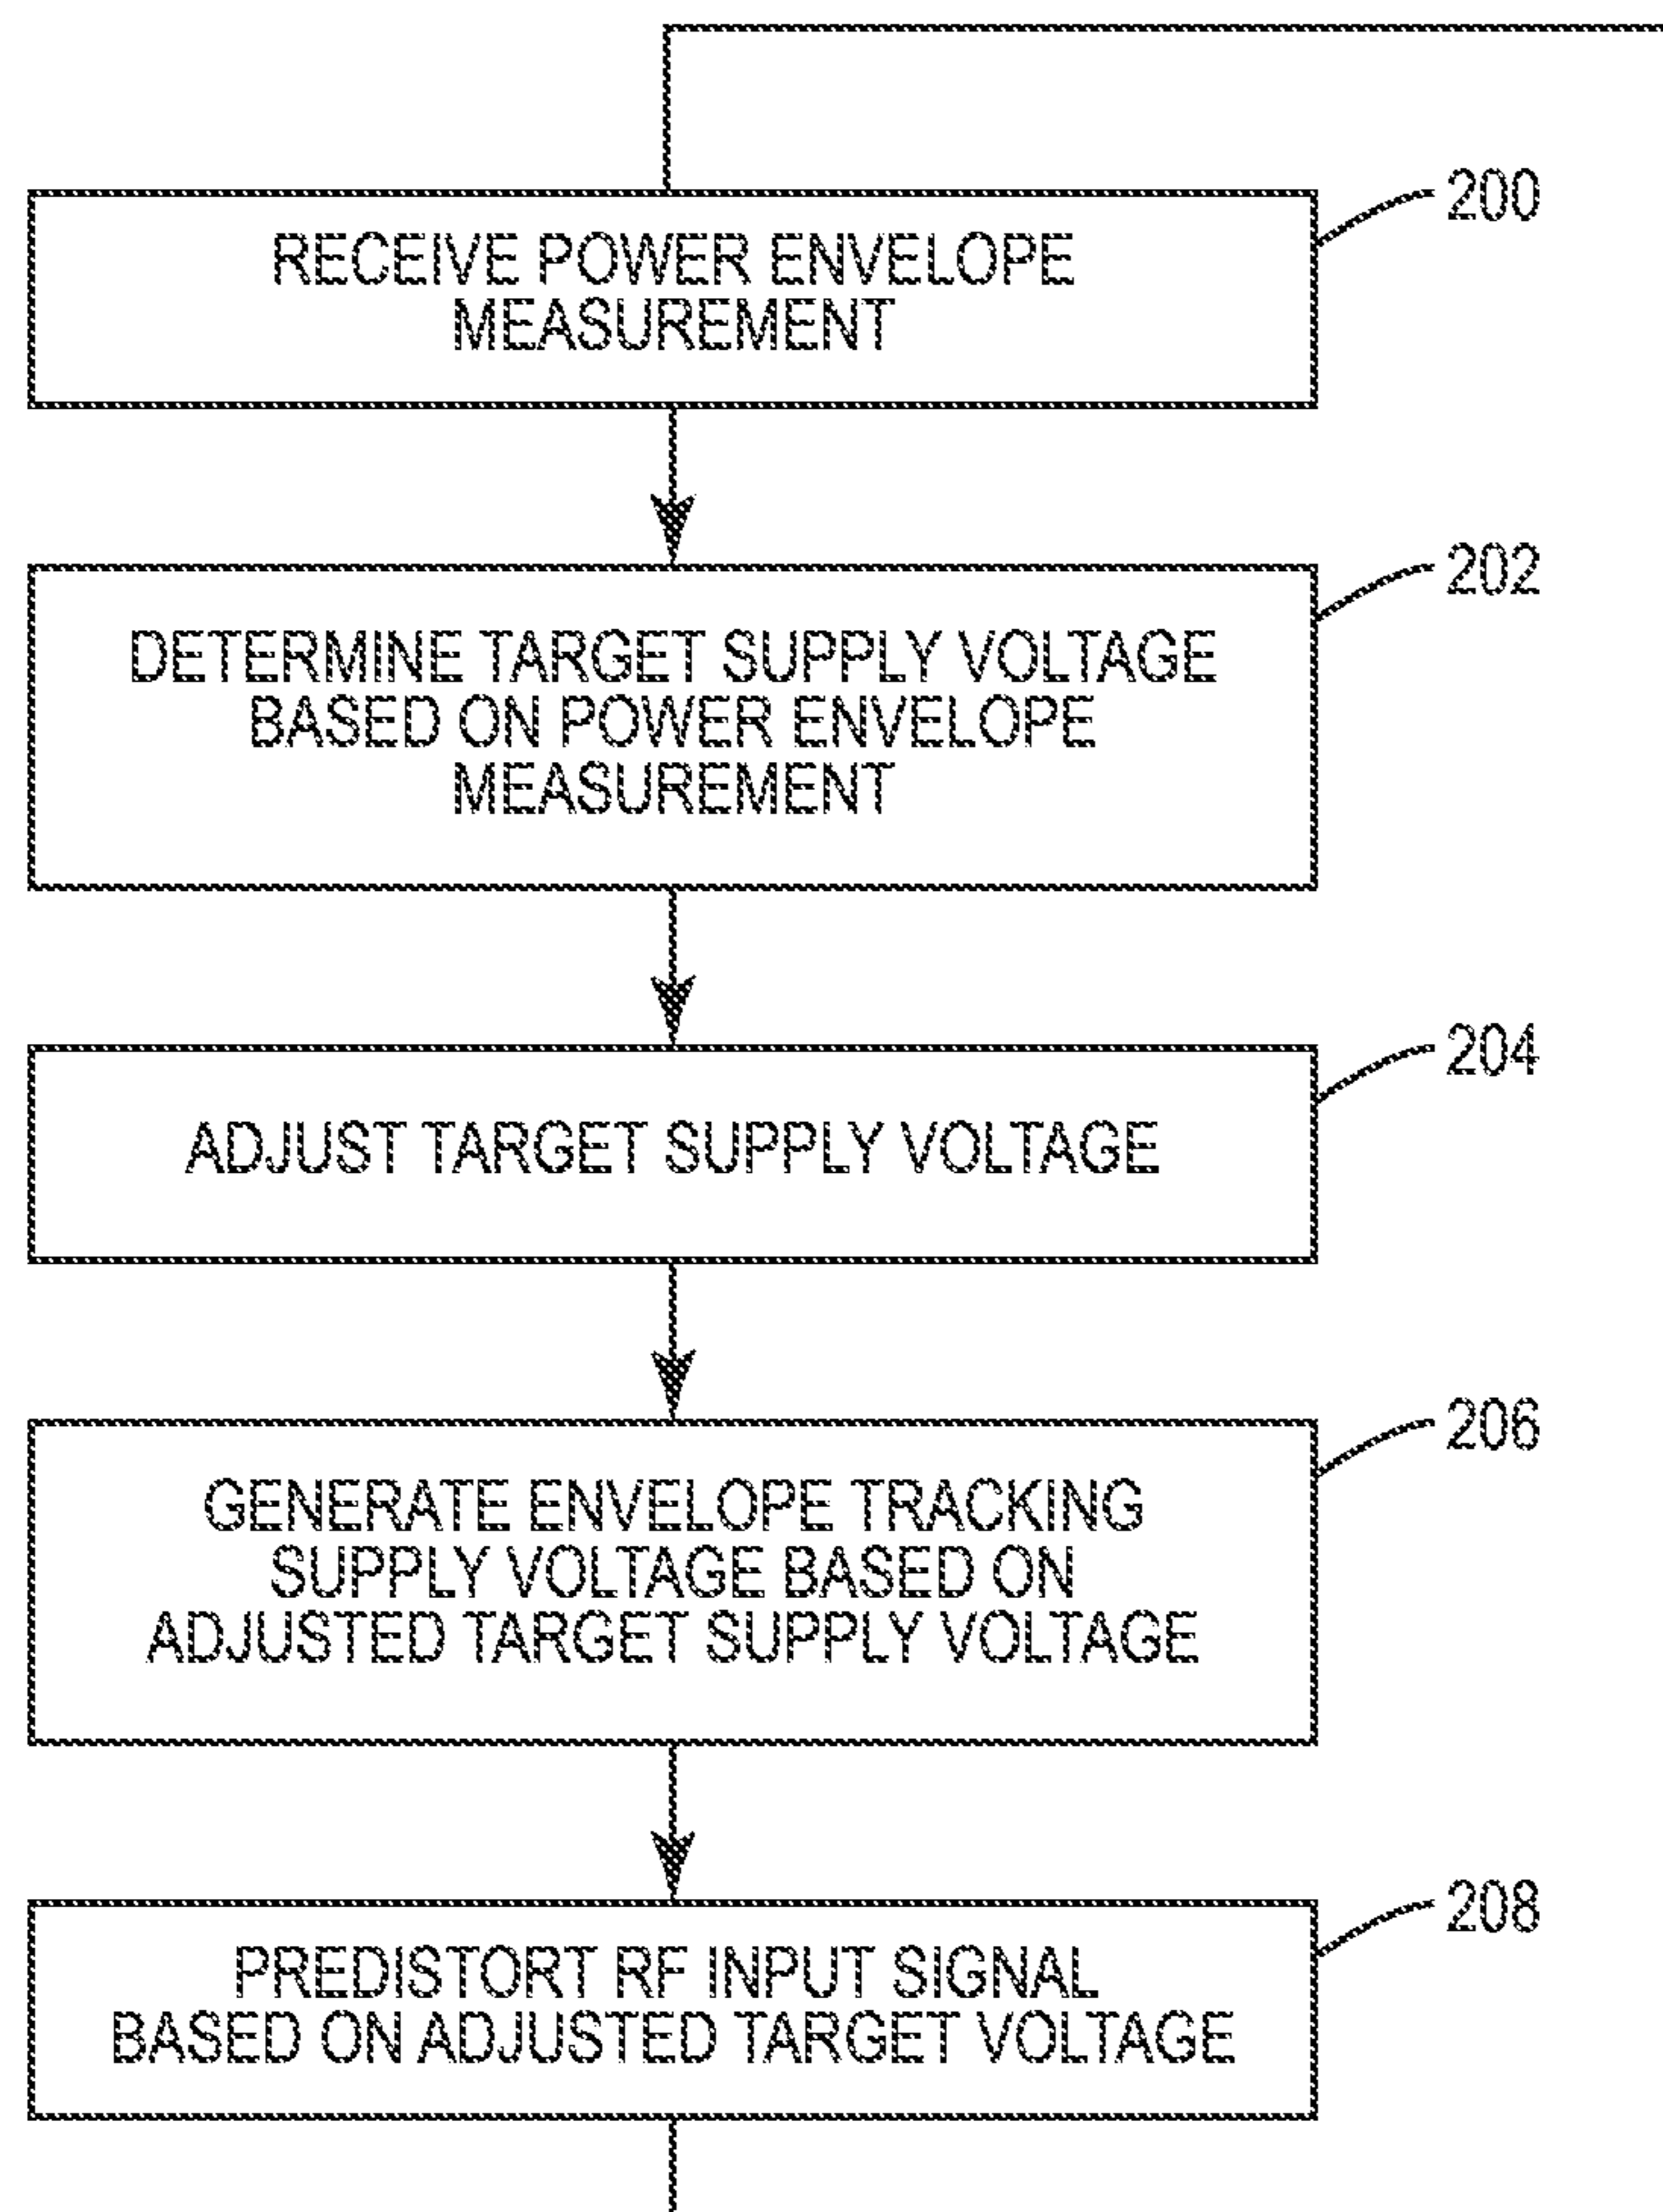 200
RECEIVE POWER ENVELOPE
MEASUREMENT
202
DETERMINE TARGET SUPPLY VOLTAGE
BASED ON POWER ENVELOPE
MEASUREMENT
204
ADJUST TARGET SUPPLY VOLTAGE
206
GENERATE ENVELOPE TRACKING
SUPPLY VOLTAGE BASED ON
ADJUSTED TARGET SUPPLY VOLTAGE
208
PREDISTORT RF INPUT SIGNAL
BASED ON ADJUSTED TARGET VOLTAGE